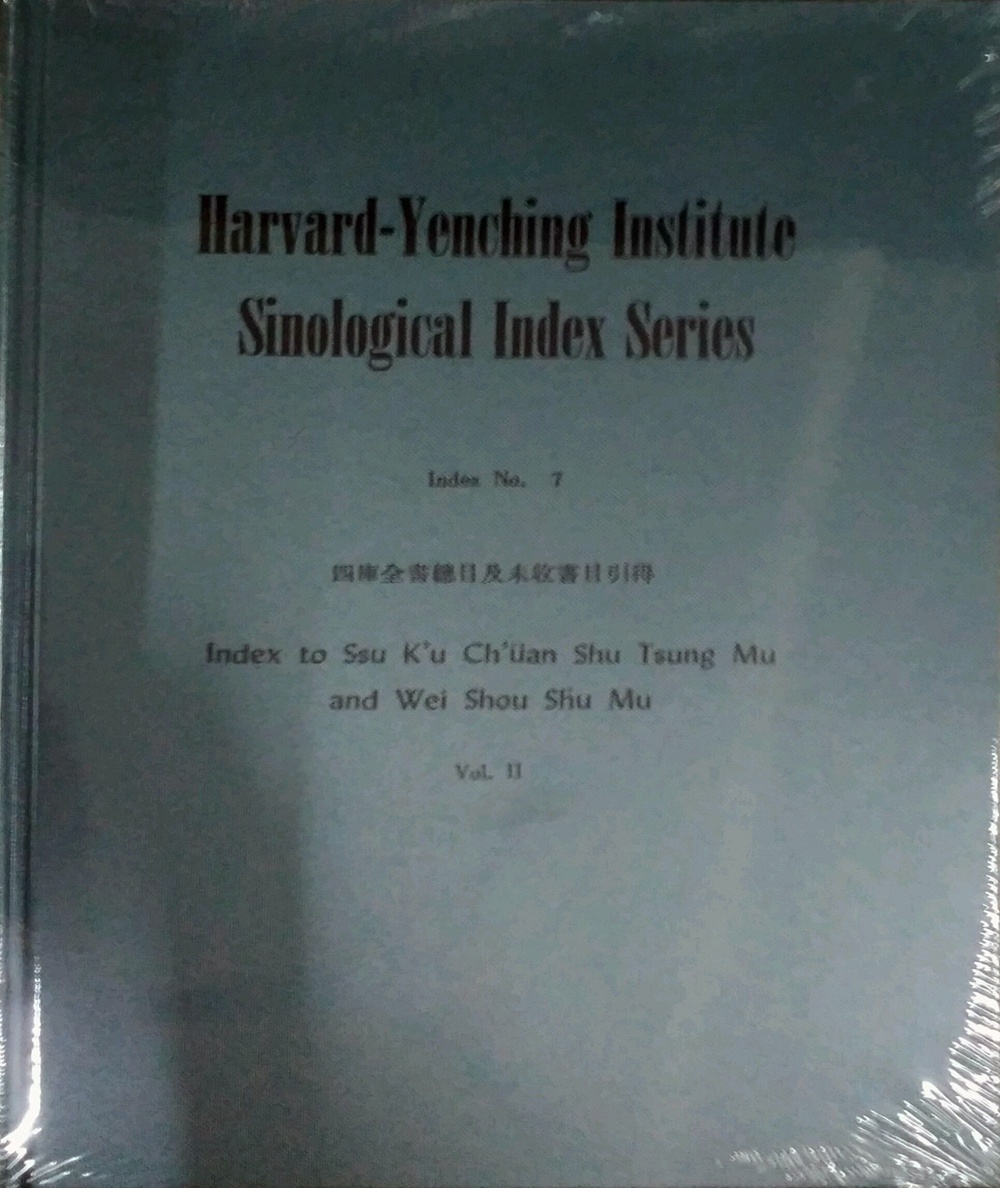 Harvard-Yenching Institute
Sinological Index Series
Index No. 7
四庫全書總目及未收書目引得
Index to Ssu K'u Ch'üan Shu Tsung Mu
and Wei Shou Shu Mu
Vol. II